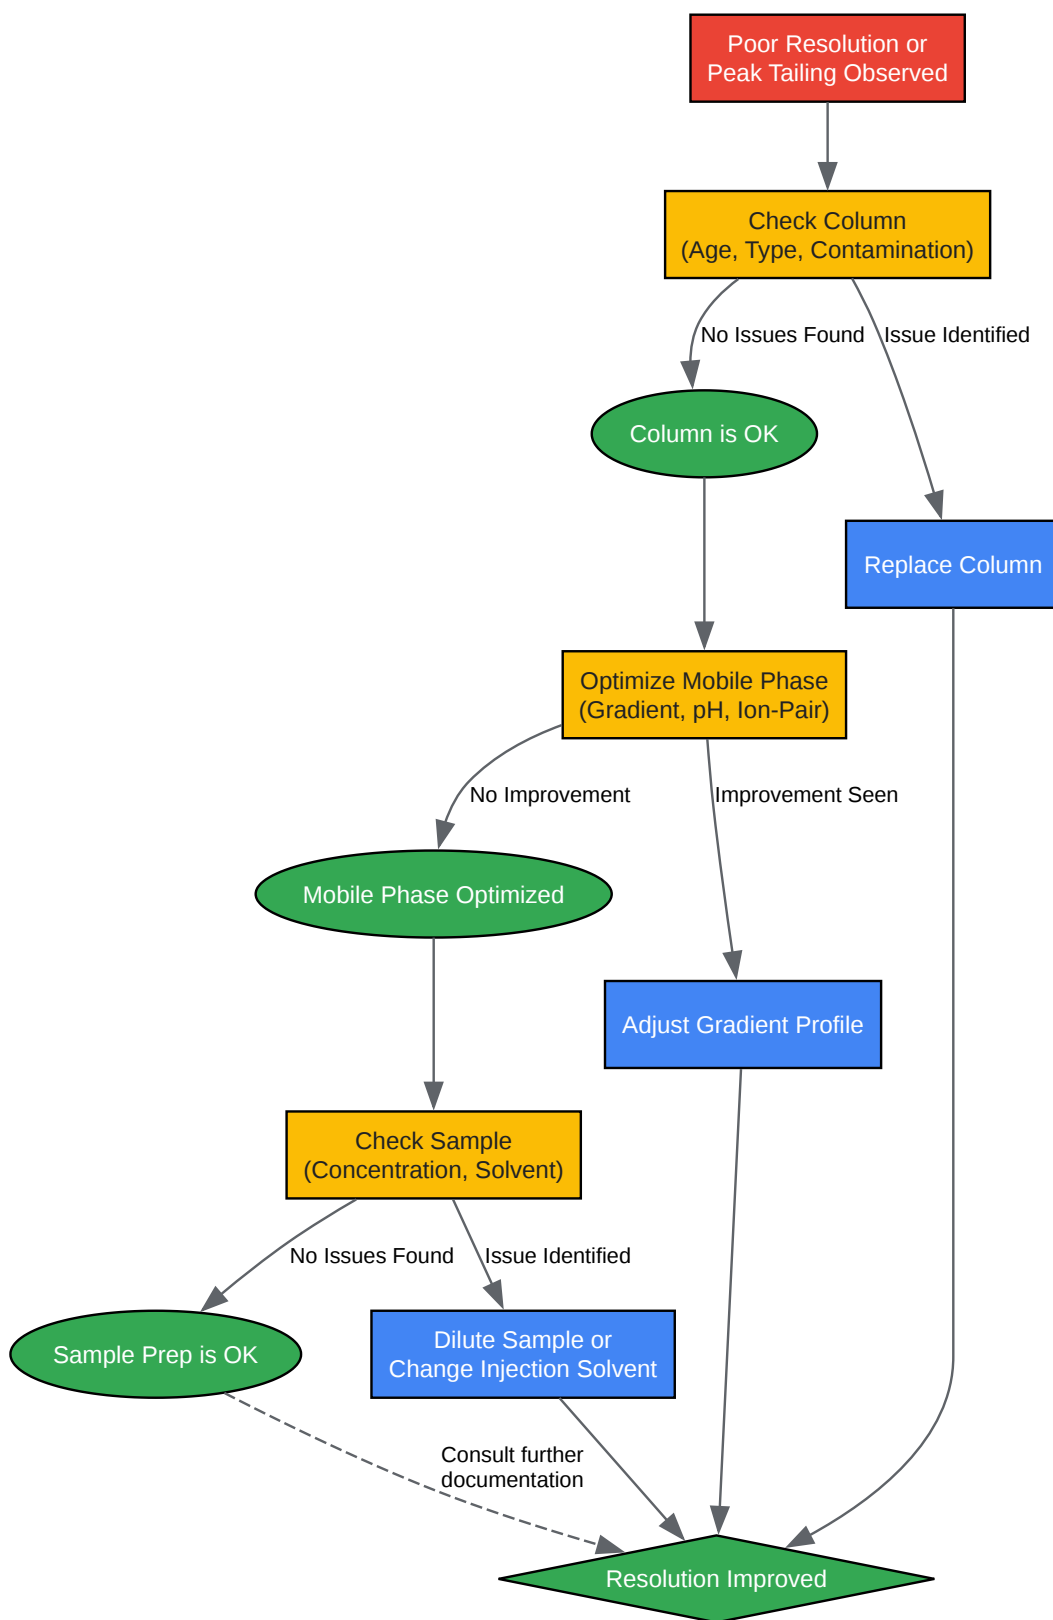 Poor Resolution or
Peak Tailing Observed
Check Column
(Age, Type, Contamination)
No Issues Found
Issue Identified
Column is OK
Replace Column
Optimize Mobile Phase
(Gradient, pH, Ion-Pair)
No Improvement
Improvement Seen
Mobile Phase Optimized
Adjust Gradient Profile
Check Sample
(Concentration, Solvent)
No Issues Found
Issue Identified
Sample Prep is OK
Dilute Sample or
Change Injection Solvent
Consult further
documentation
Resolution Improved